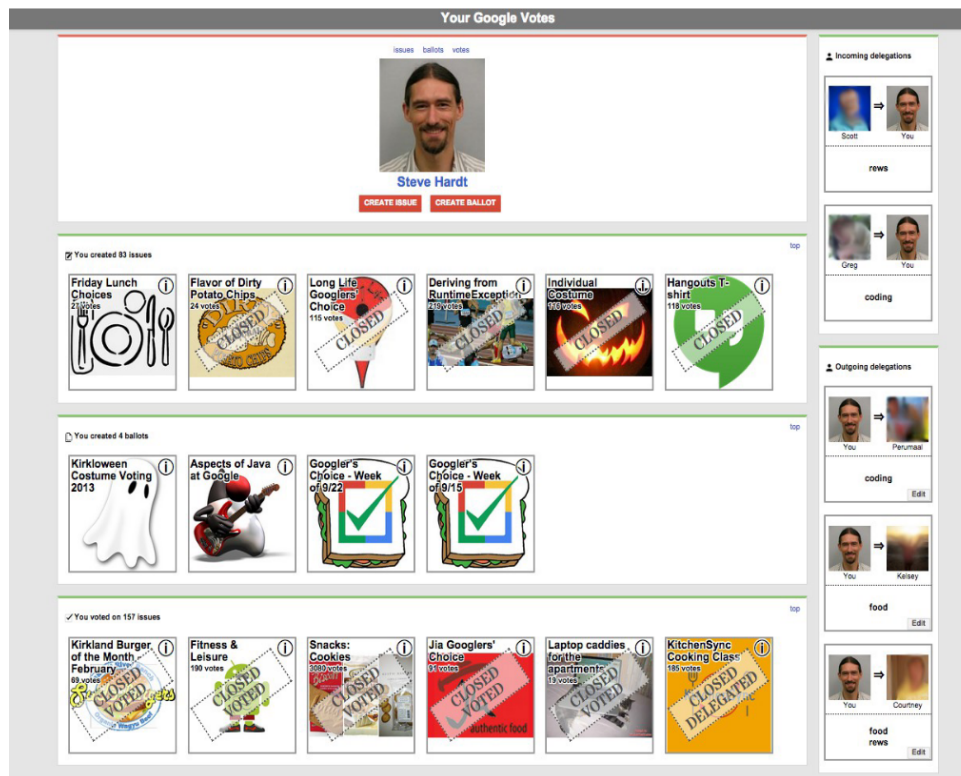 Your Google Votes
issues ballots votes
Steve Hardt
CREATE ISSUE CREATE BALLOT
You created 83 issues
top
Friday Lunch
Choices
27 votes
Flavor of Dirty
Potato Chips
24 votes
CLOSED
Long Life
Googlers'
Choice
115 votes
CLOSED
Deriving from
RuntimeException
219 votes
CLOSED
Individual
Costume
118 votes
CLOSED
Hangouts T-
shirt
118 votes
CLOSED
You created 4 ballots
top
Kirkloween
Costume Voting
2013
Aspects of Java
at Google
Googler's
Choice - Week
of 9/22
Googler's
Choice - Week
of 9/15
You voted on 157 issues
top
Kirkland Burger
of the Month -
February
69 votes
CLOSED
VOTED
Fitness &
Leisure
190 votes
CLOSED
VOTED
Snacks:
Cookies
3080 votes
CLOSED
VOTED
Jia Googlers'
Choice
91 votes
CLOSED
VOTED
authentic food
Laptop caddies
for the
apartments
19 votes
CLOSED
VOTED
KitchenSync
Cooking Class
185 votes
CLOSED
DELEGATED
Incoming delegations
Scott You
rews
Greg You
coding
Outgoing delegations
You Perumaal
coding
Edit
You Kelsey
food
Edit
You Courtney
food
rews
Edit